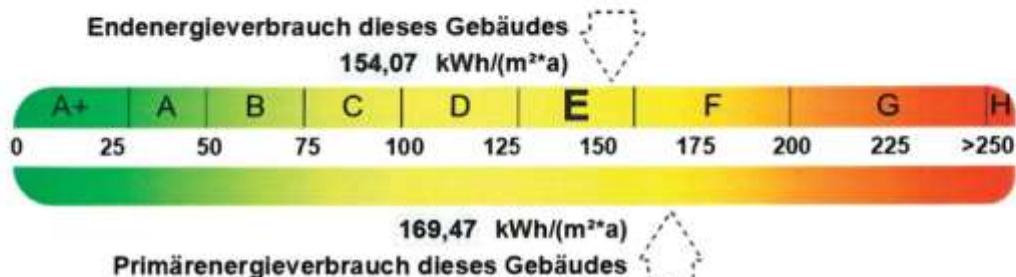 Endenergieverbrauch dieses Gebäudes
154,07 kWh/(m²*a)
A+ A B C D E F G H
0 25 50 75 100 125 150 175 200 225 >250
169,47 kWh/(m²*a)
Primärenergieverbrauch dieses Gebäudes